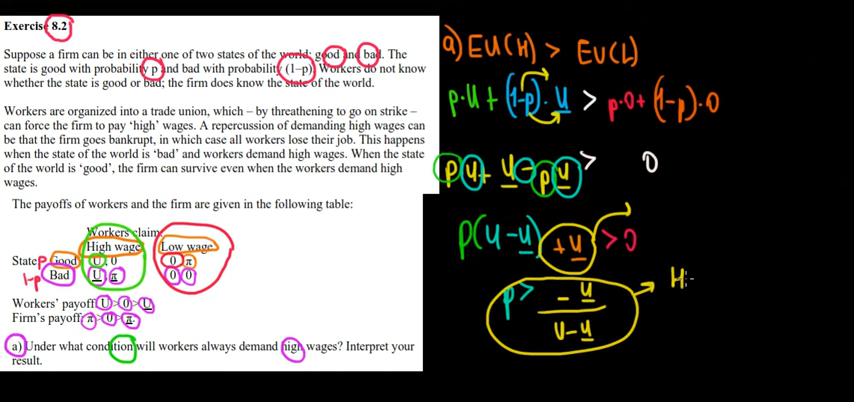 Exercise 8.2
Suppose a firm can be in either one of two states of the world: good and bad. The
state is good with probability p and bad with probability (1–p). Workers do not know
whether the state is good or bad; the firm does know the state of the world.
Workers are organized into a trade union, which – by threatening to go on strike –
can force the firm to pay ‘high’ wages. A repercussion of demanding high wages can
be that the firm goes bankrupt, in which case all workers lose their job. This happens
when the state of the world is ‘bad’ and workers demand high wages. When the state
of the world is ‘good’, the firm can survive even when the workers demand high
wages.
The payoffs of workers and the firm are given in the following table:
Workers claim:
High wage Low wage
State p Good U, 0 0 π
1-p Bad U, π 0 0
Workers' payoff: U > 0 > U
Firm's payoff: π > 0 > π.
a) Under what condition will workers always demand high wages? Interpret your
result.
a) EU(H) > EU(L)
p·U + (1-p)·u > p·0 + (1-p)·0
pU + u - pu > 0
p(U-u) + u > 0
p > -u / U-u → H: